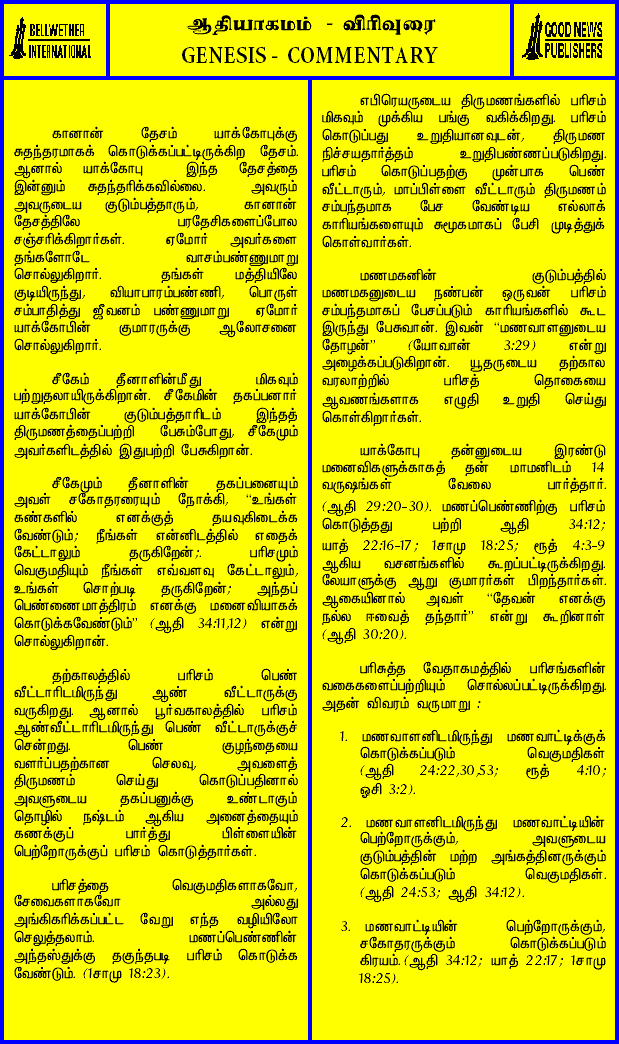 BELLWETHER
INTERNATIONAL
ஆதியாகமம் - விரிவுரை
GENESIS - COMMENTARY
GOOD NEWS
PUBLISHERS
கானான் தேசம் யாக்கோபுக்கு
சுதந்தரமாகக் கொடுக்கப்பட்டிருக்கிற தேசம்.
ஆனால் யாக்கோபு இந்த தேசத்தை
இன்னும் சுதந்தரிக்கவில்லை. அவரும்
அவருடைய குடும்பத்தாரும், கானான்
தேசத்திலே பரதேசிகளைப்போல
சஞ்சரிக்கிறார்கள். ஏமோர் அவர்களை
தங்களோடே வாசம்பண்ணுமாறு
சொல்லுகிறார். தங்கள் மத்தியிலே
குடியிருந்து, வியாபாரம்பண்ணி, பொருள்
சம்பாதித்து ஜீவனம் பண்ணுமாறு ஏமோர்
யாக்கோபின் குமாரருக்கு ஆலோசனை
சொல்லுகிறார்.
சீகேம் தீனாளின்மீது மிகவும்
பற்றுதலாயிருக்கிறான். சீகேமின் தகப்பனார்
யாக்கோபின் குடும்பத்தாரிடம் இந்தத்
திருமணத்தைப்பற்றி பேசும்போது, சீகேமும்
அவர்களிடத்தில் இதுபற்றி பேசுகிறான்.
சீகேமும் தீனாளின் தகப்பனையும்
அவள் சகோதரரையும் நோக்கி, "உங்கள்
கண்களில் எனக்குத் தயவுகிடைக்க
வேண்டும்; நீங்கள் என்னிடத்தில் எதைக்
கேட்டாலும் தருகிறேன்;. பரிசமும்
வெகுமதியும் நீங்கள் எவ்வளவு கேட்டாலும்,
உங்கள் சொற்படி தருகிறேன்; அந்தப்
பெண்ணைமாத்திரம் எனக்கு மனைவியாகக்
கொடுக்கவேண்டும்" (ஆதி 34:11,12) என்று
சொல்லுகிறான்.
தற்காலத்தில் பரிசம் பெண்
வீட்டாரிடமிருந்து ஆண் வீட்டாருக்கு
வருகிறது. ஆனால் பூர்வகாலத்தில் பரிசம்
ஆண்வீட்டாரிடமிருந்து பெண் வீட்டாருக்குச்
சென்றது. பெண் குழந்தையை
வளர்ப்பதற்கான செலவு, அவளைத்
திருமணம் செய்து கொடுப்பதினால்
அவளுடைய தகப்பனுக்கு உண்டாகும்
தொழில் நஷ்டம் ஆகிய அனைத்தையும்
கணக்குப் பார்த்து பிள்ளையின்
பெற்றோருக்குப் பரிசம் கொடுத்தார்கள்.
பரிசத்தை வெகுமதிகளாகவோ,
சேவைகளாகவோ அல்லது
அங்கிகரிக்கப்பட்ட வேறு எந்த வழியிலோ
செலுத்தலாம். மணப்பெண்ணின்
அந்தஸ்துக்கு தகுந்தபடி பரிசம் கொடுக்க
வேண்டும். (1சாமு 18:23).
எபிரெயருடைய திருமணங்களில் பரிசம்
மிகவும் முக்கிய பங்கு வகிக்கிறது. பரிசம்
கொடுப்பது உறுதியானவுடன், திருமண
நிச்சயதார்த்தம் உறுதிபண்ணப்படுகிறது.
பரிசம் கொடுப்பதற்கு முன்பாக பெண்
வீட்டாரும், மாப்பிள்ளை வீட்டாரும் திருமணம்
சம்பந்தமாக பேச வேண்டிய எல்லாக்
காரியங்களையும் சுமூகமாகப் பேசி முடித்துக்
கொள்வார்கள்.
மணமகனின் குடும்பத்தில்
மணமகனுடைய நண்பன் ஒருவன் பரிசம்
சம்பந்தமாகப் பேசப்படும் காரியங்களில் கூட
இருந்து பேசுவான். இவன் "மணவாளனுடைய
தோழன்" (யோவான் 3:29) என்று
அழைக்கப்படுகிறான். யூதருடைய தற்கால
வரலாற்றில் பரிசத் தொகையை
ஆவணங்களாக எழுதி உறுதி செய்து
கொள்கிறார்கள்.
யாக்கோபு தன்னுடைய இரண்டு
மனைவிகளுக்காகத் தன் மாமனிடம் 14
வருஷங்கள் வேலை பார்த்தார்.
(ஆதி 29:20-30). மணப்பெண்ணிற்கு பரிசம்
கொடுத்தது பற்றி ஆதி 34:12;
யாத் 22:16-17; 1சாமு 18:25; ரூத் 4:3-9
ஆகிய வசனங்களில் கூறப்பட்டிருக்கிறது.
லேயாளுக்கு ஆறு குமாரர்கள் பிறந்தார்கள்.
ஆகையினால் அவள் "தேவன் எனக்கு
நல்ல ஈவைத் தந்தார்" என்று கூறினாள்
(ஆதி 30:20).
பரிசுத்த வேதாகமத்தில் பரிசங்களின்
வகைகளைப்பற்றியும் சொல்லப்பட்டிருக்கிறது.
அதன் விவரம் வருமாறு :
1. மணவாளனிடமிருந்து மணவாட்டிக்குக்
கொடுக்கப்படும் வெகுமதிகள்
(ஆதி 24:22,30,53; ரூத் 4:10;
ஓசி 3:2).
2. மணவாளனிடமிருந்து மணவாட்டியின்
பெற்றோருக்கும், அவளுடைய
குடும்பத்தின் மற்ற அங்கத்தினருக்கும்
கொடுக்கப்படும் வெகுமதிகள்.
(ஆதி 24:53; ஆதி 34:12).
3. மணவாட்டியின் பெற்றோருக்கும்,
சகோதரருக்கும் கொடுக்கப்படும்
கிரயம். (ஆதி 34:12; யாத் 22:17; 1சாமு
18:25).